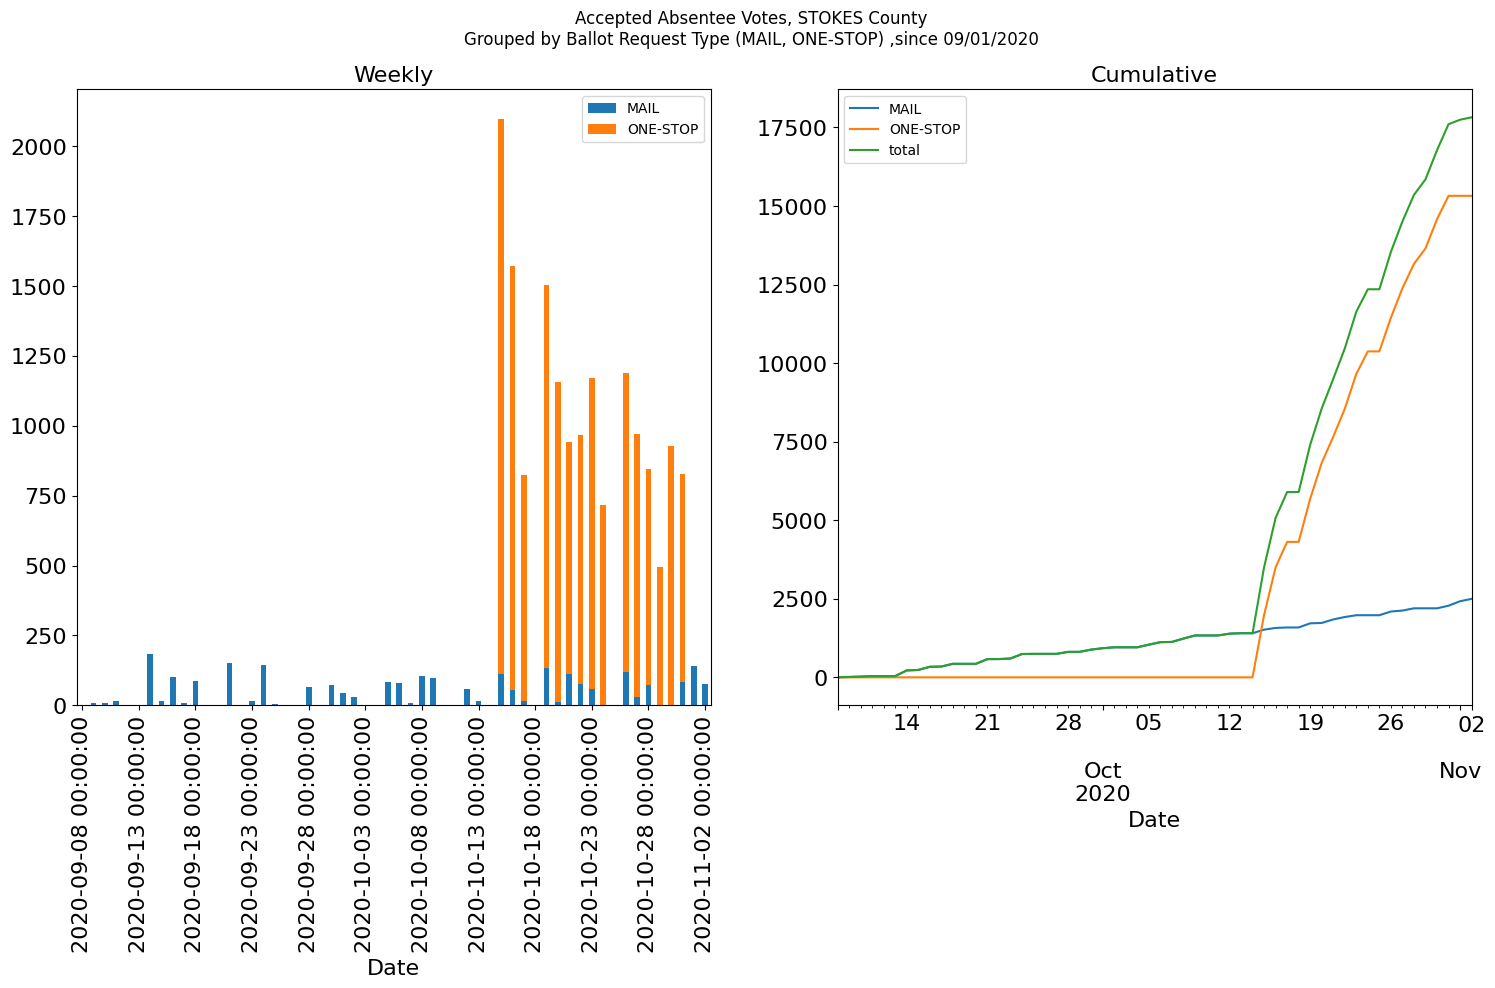 Accepted Absentee Votes, STOKES County
Grouped by Ballot Request Type (MAIL, ONE-STOP) ,since 09/01/2020
Weekly
MAIL
ONE-STOP
2000
1750
1500
1250
1000
750
500
250
0
2020-09-08 00:00:00
2020-09-13 00:00:00
2020-09-18 00:00:00
2020-09-23 00:00:00
2020-09-28 00:00:00
2020-10-03 00:00:00
2020-10-08 00:00:00
2020-10-13 00:00:00
2020-10-18 00:00:00
2020-10-23 00:00:00
2020-10-28 00:00:00
2020-11-02 00:00:00
Date
Cumulative
MAIL
ONE-STOP
total
17500
15000
12500
10000
7500
5000
2500
0
14 21 28 05 12 19 26 02
Oct Nov
2020
Date